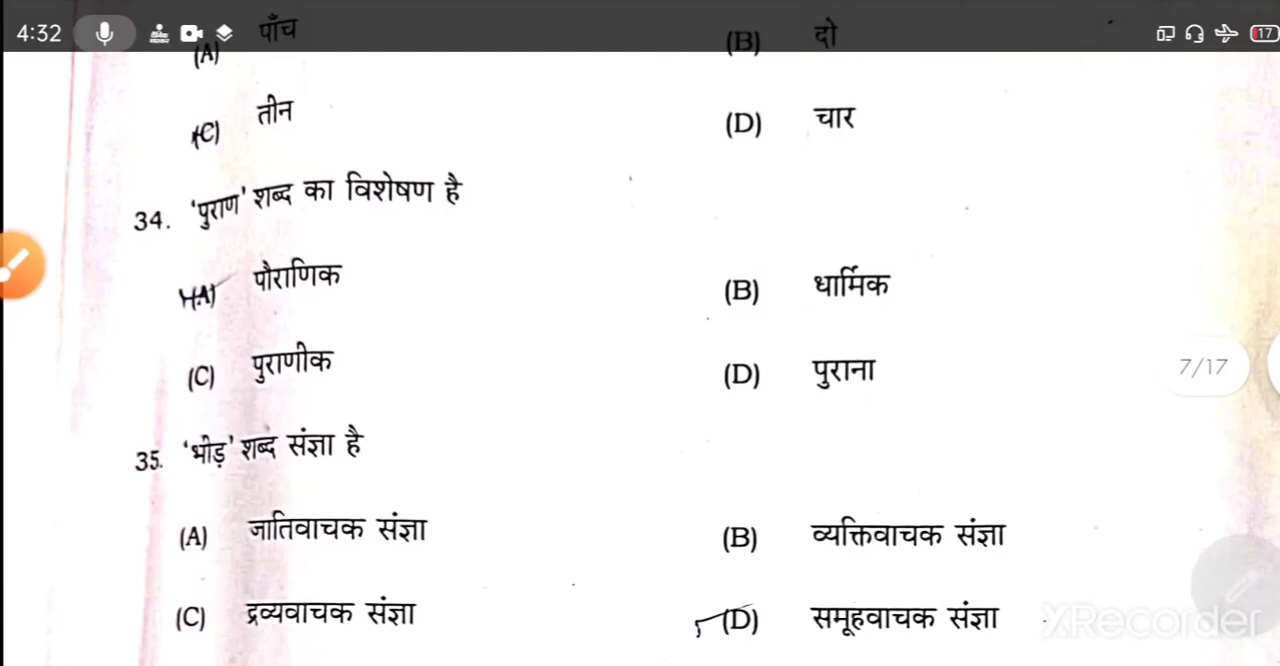 4:32
17
(A) पाँच (B) दो
(C) तीन (D) चार
34. 'पुराण' शब्द का विशेषण है
(A) पौराणिक (B) धार्मिक
(C) पुराणीक (D) पुराना
7/17
35. 'भीड़' शब्द संज्ञा है
(A) जातिवाचक संज्ञा (B) व्यक्तिवाचक संज्ञा
(C) द्रव्यवाचक संज्ञा (D) समूहवाचक संज्ञा
XRecorder